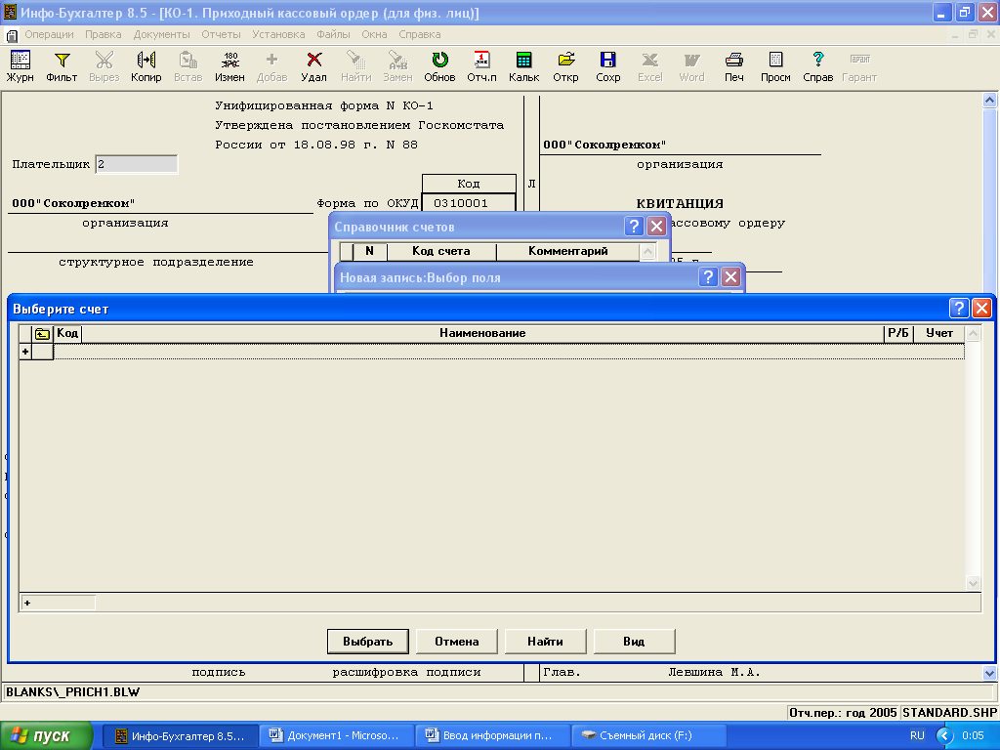 Инфо-Бухгалтер 8.5 - [КО-1. Приходный кассовый ордер (для физ. лиц)]
Операции Правка Документы Отчеты Установка Файлы Окна Справка
Журн Фильт Вырез Копир Встав Измен Добав Удал Найти Замен Обнов Отч.п Кальк Откр Сохр Excel Word Печ Просм Справ Гарант
Унифицированная форма N КО-1
Утверждена постановлением Госкомстата
России от 18.08.98 г. N 88
ООО"Соколремком"
Плательщик 2
организация
Код
Л
ООО"Соколремком"
Форма по ОКУД 0310001
КВИТАНЦИЯ
организация
ассовому ордеру
структурное подразделение
Справочник счетов
N Код счета Комментарий
Новая запись:Выбор поля
Выберите счет
Код Наименование Р/Б Учет
+
+
Выбрать Отмена Найти Вид
подпись расшифровка подписи Глав. Левшина М.А.
BLANKS\_PRICH1.BLW
Отч.пер.: год 2005 STANDARD.SHP
пуск Инфо-Бухгалтер 8.5... Документ1 - Microso... Ввод информации п... Съемный диск (F:) RU 0:05